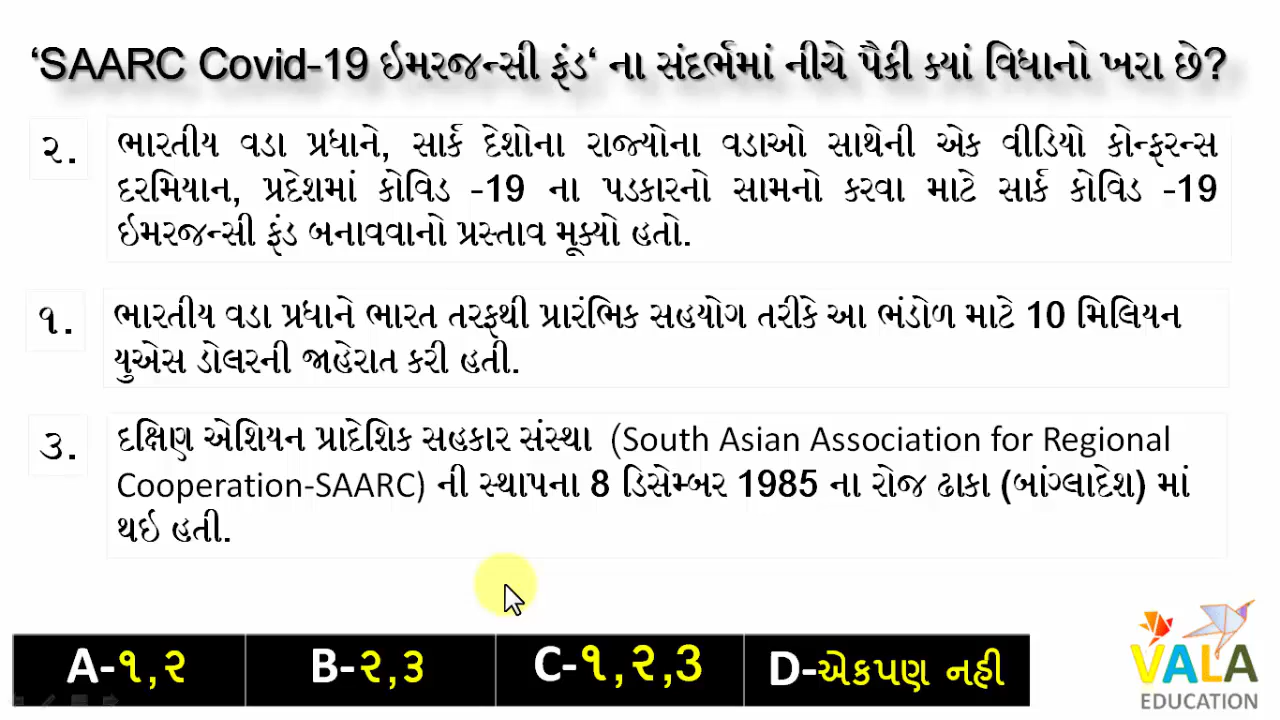 ‘SAARC Covid-19 ઈમરજન્સી ફંડ‘ ના સંદર્ભમાં નીચે પૈકી ક્યાં વિધાનો ખરા છે?
૨. ભારતીય વડા પ્રધાને, સાર્ક દેશોના રાજ્યોના વડાઓ સાથેની એક વીડિયો કોન્ફરન્સ
દરમિયાન, પ્રદેશમાં કોવિડ -19 ના પડકારનો સામનો કરવા માટે સાર્ક કોવિડ -19
ઈમરજન્સી ફંડ બનાવવાનો પ્રસ્તાવ મૂક્યો હતો.
૧. ભારતીય વડા પ્રધાને ભારત તરફથી પ્રારંભિક સહયોગ તરીકે આ ભંડોળ માટે 10 મિલિયન
યુએસ ડોલરની જાહેરાત કરી હતી.
૩. દક્ષિણ એશિયન પ્રાદેશિક સહકાર સંસ્થા (South Asian Association for Regional
Cooperation-SAARC) ની સ્થાપના 8 ડિસેમ્બર 1985 ના રોજ ઢાકા (બાંગ્લાદેશ) માં
થઈ હતી.
A-૧,૨ B-૨,૩ C-૧,૨,૩ D-એકપણ નહી
VALA
EDUCATION